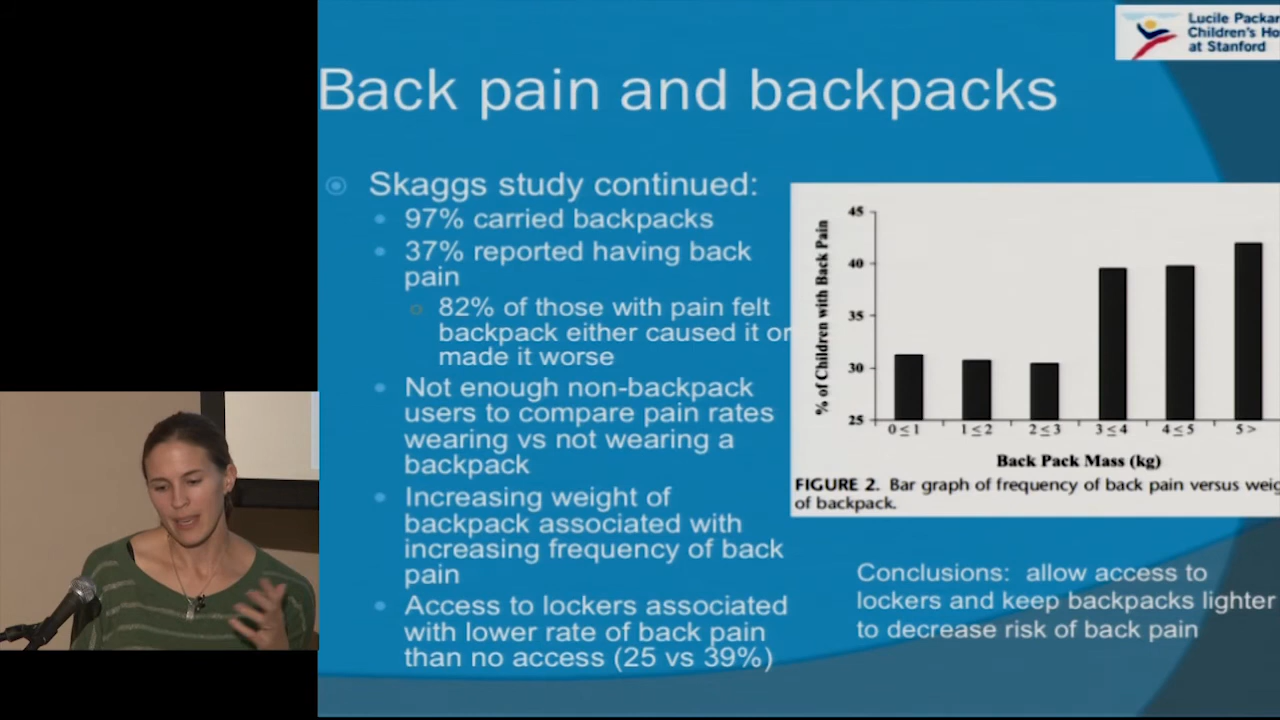 Lucile Packar
Children's Ho
at Stanford
Back pain and backpacks
Skaggs study continued:
97% carried backpacks
37% reported having back
pain
82% of those with pain felt
backpack either caused it or
made it worse
Not enough non-backpack
users to compare pain rates
wearing vs not wearing a
backpack
Increasing weight of
backpack associated with
increasing frequency of back
pain
Access to lockers associated
with lower rate of back pain
than no access (25 vs 39%)
% of Children with Back Pain
45
40
35
30
25
0≤1 1≤2 2≤3 3≤4 4≤5 5>
Back Pack Mass (kg)
FIGURE 2. Bar graph of frequency of back pain versus weig
of backpack.
Conclusions: allow access to
lockers and keep backpacks lighter
to decrease risk of back pain